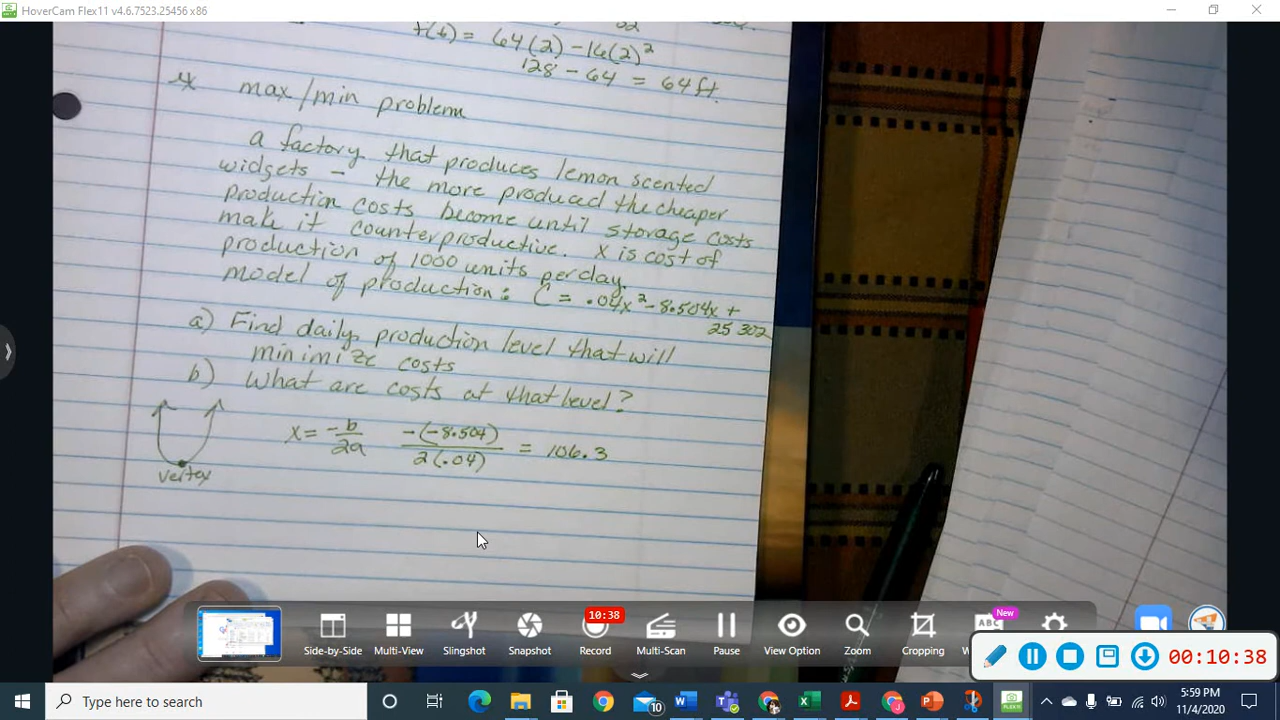 HoverCam Flex11 v4.6.7523.25456 x86
f(t) = 64(2) - 16(2)²
128 - 64 = 64 ft.
max/min problem
a factory that produces lemon scented
widgets - the more produced the cheaper
production costs become until storage costs
make it counterproductive. x is cost of
production of 1000 units per day.
model of production: C = .04x² - 8.504x +
25 302
a) Find daily production level that will
minimize costs
b) What are costs at that level?
x = -b/2a -(-8.504)/2(.04) = 106.3
vertex
10:38
New
ABC
Side-by-Side Multi-View Slingshot Snapshot Record Multi-Scan Pause View Option Zoom Cropping
00:10:38
Type here to search
10
5:59 PM
11/4/2020